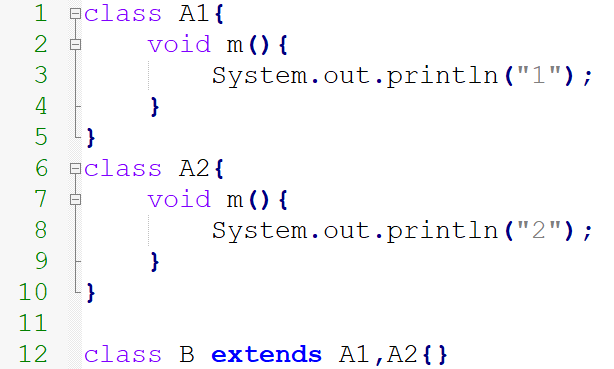 1 class A1{
2     void m(){
3         System.out.println("1");
4     }
5 }
6 class A2{
7     void m(){
8         System.out.println("2");
9     }
10 }
11
12 class B extends A1,A2{}